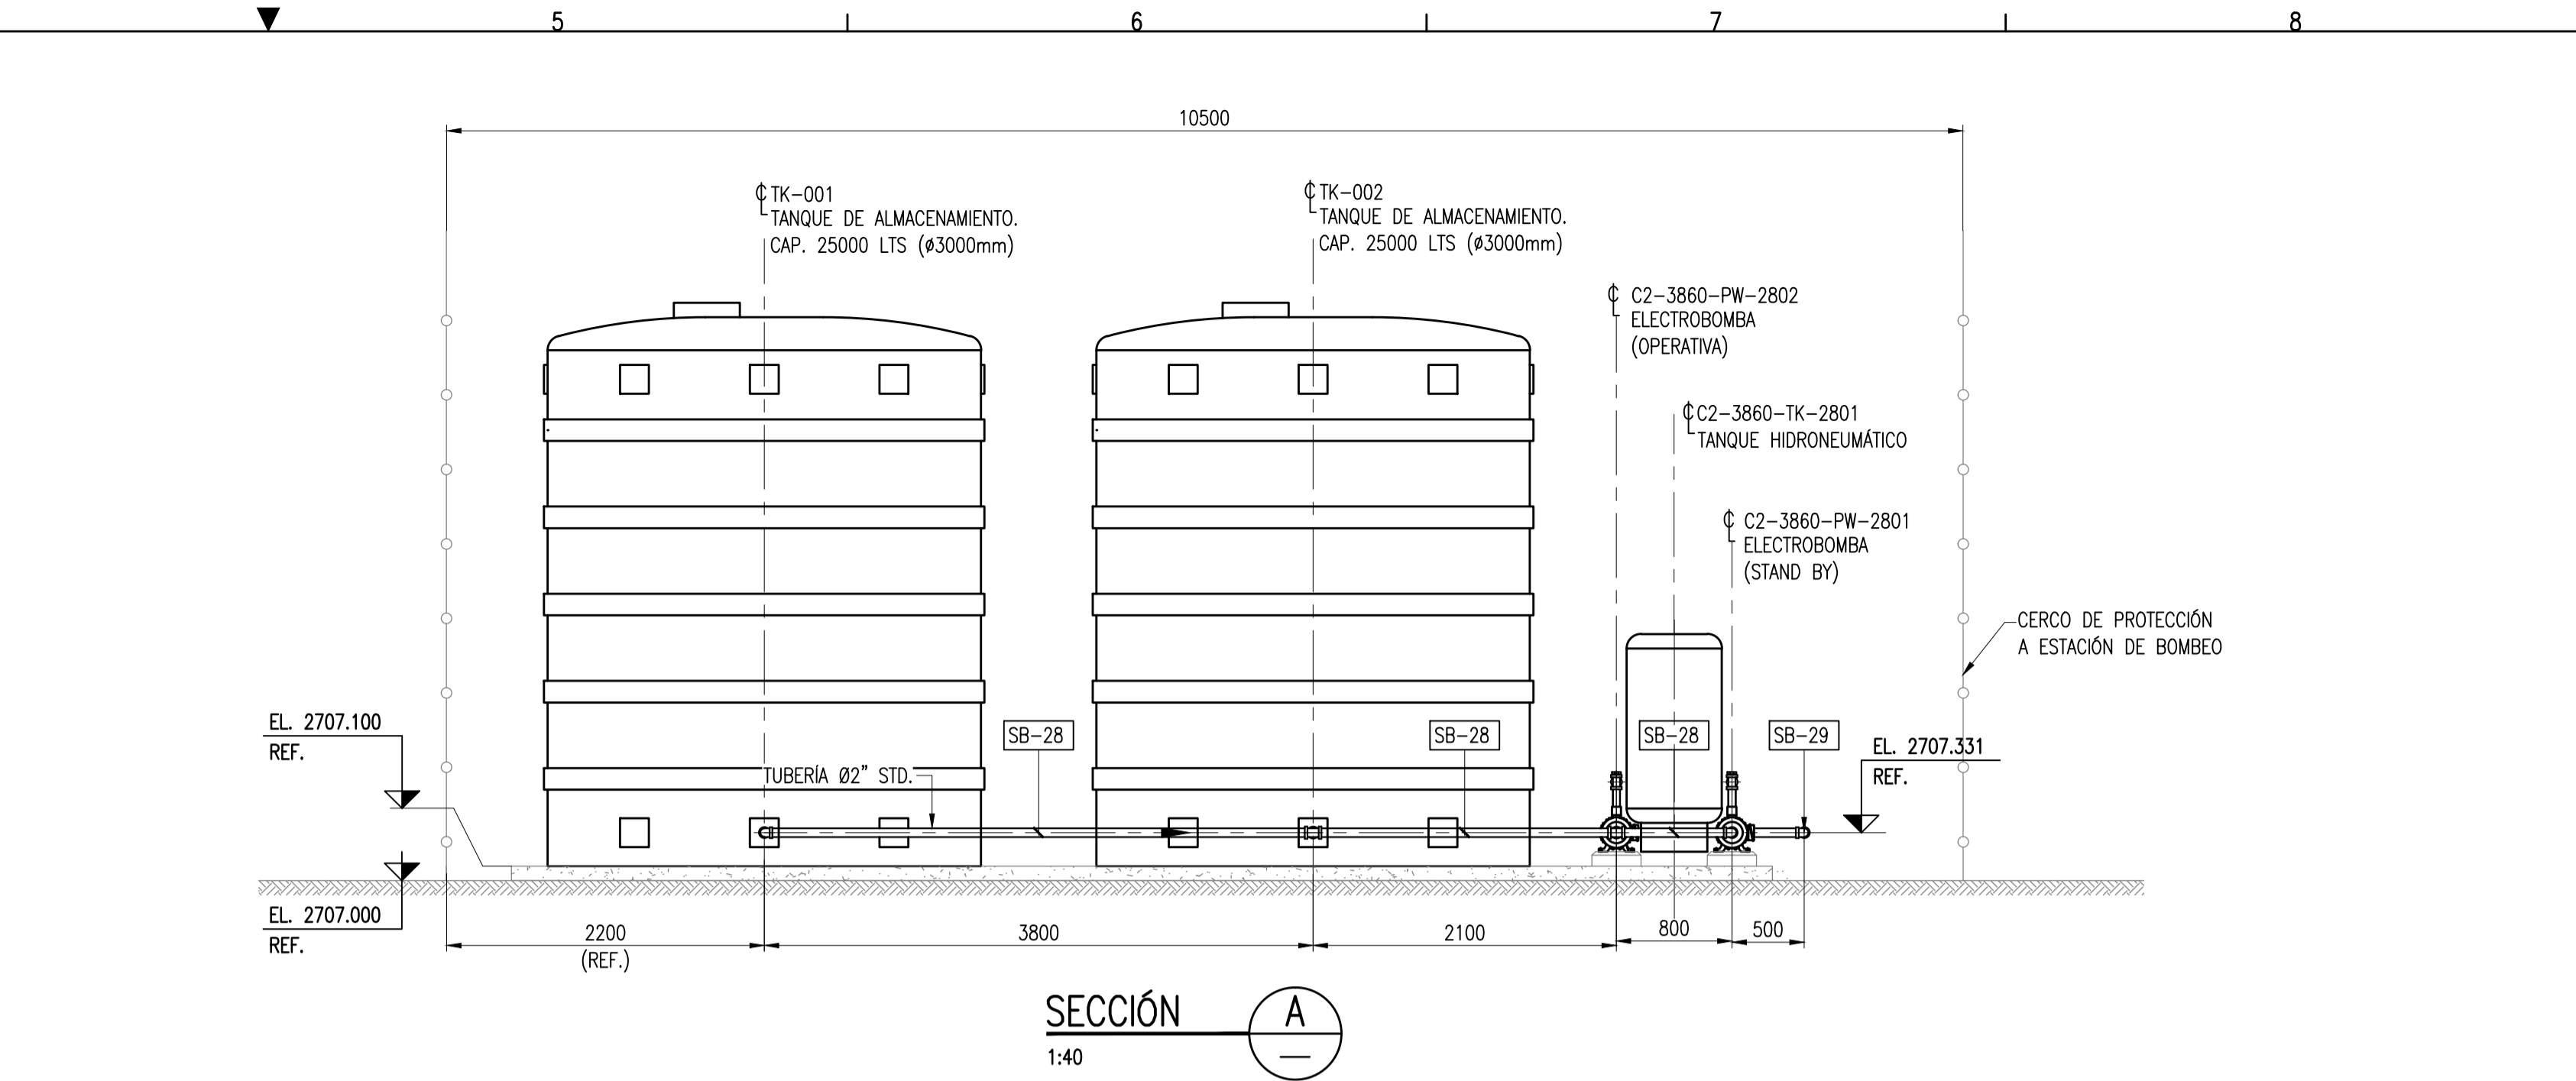 5 6 7 8
10500
℄ TK-001
TANQUE DE ALMACENAMIENTO.
CAP. 25000 LTS (ø3000mm)
℄ TK-002
TANQUE DE ALMACENAMIENTO.
CAP. 25000 LTS (ø3000mm)
℄ C2-3860-PW-2802
ELECTROBOMBA
(OPERATIVA)
℄ C2-3860-TK-2801
TANQUE HIDRONEUMÁTICO
℄ C2-3860-PW-2801
ELECTROBOMBA
(STAND BY)
CERCO DE PROTECCIÓN
A ESTACIÓN DE BOMBEO
EL. 2707.100
REF.
SB-28
SB-28
SB-28
SB-29
EL. 2707.331
REF.
TUBERÍA Ø2" STD.
EL. 2707.000
REF.
2200
(REF.)
3800
2100
800
500
SECCIÓN
A
1:40